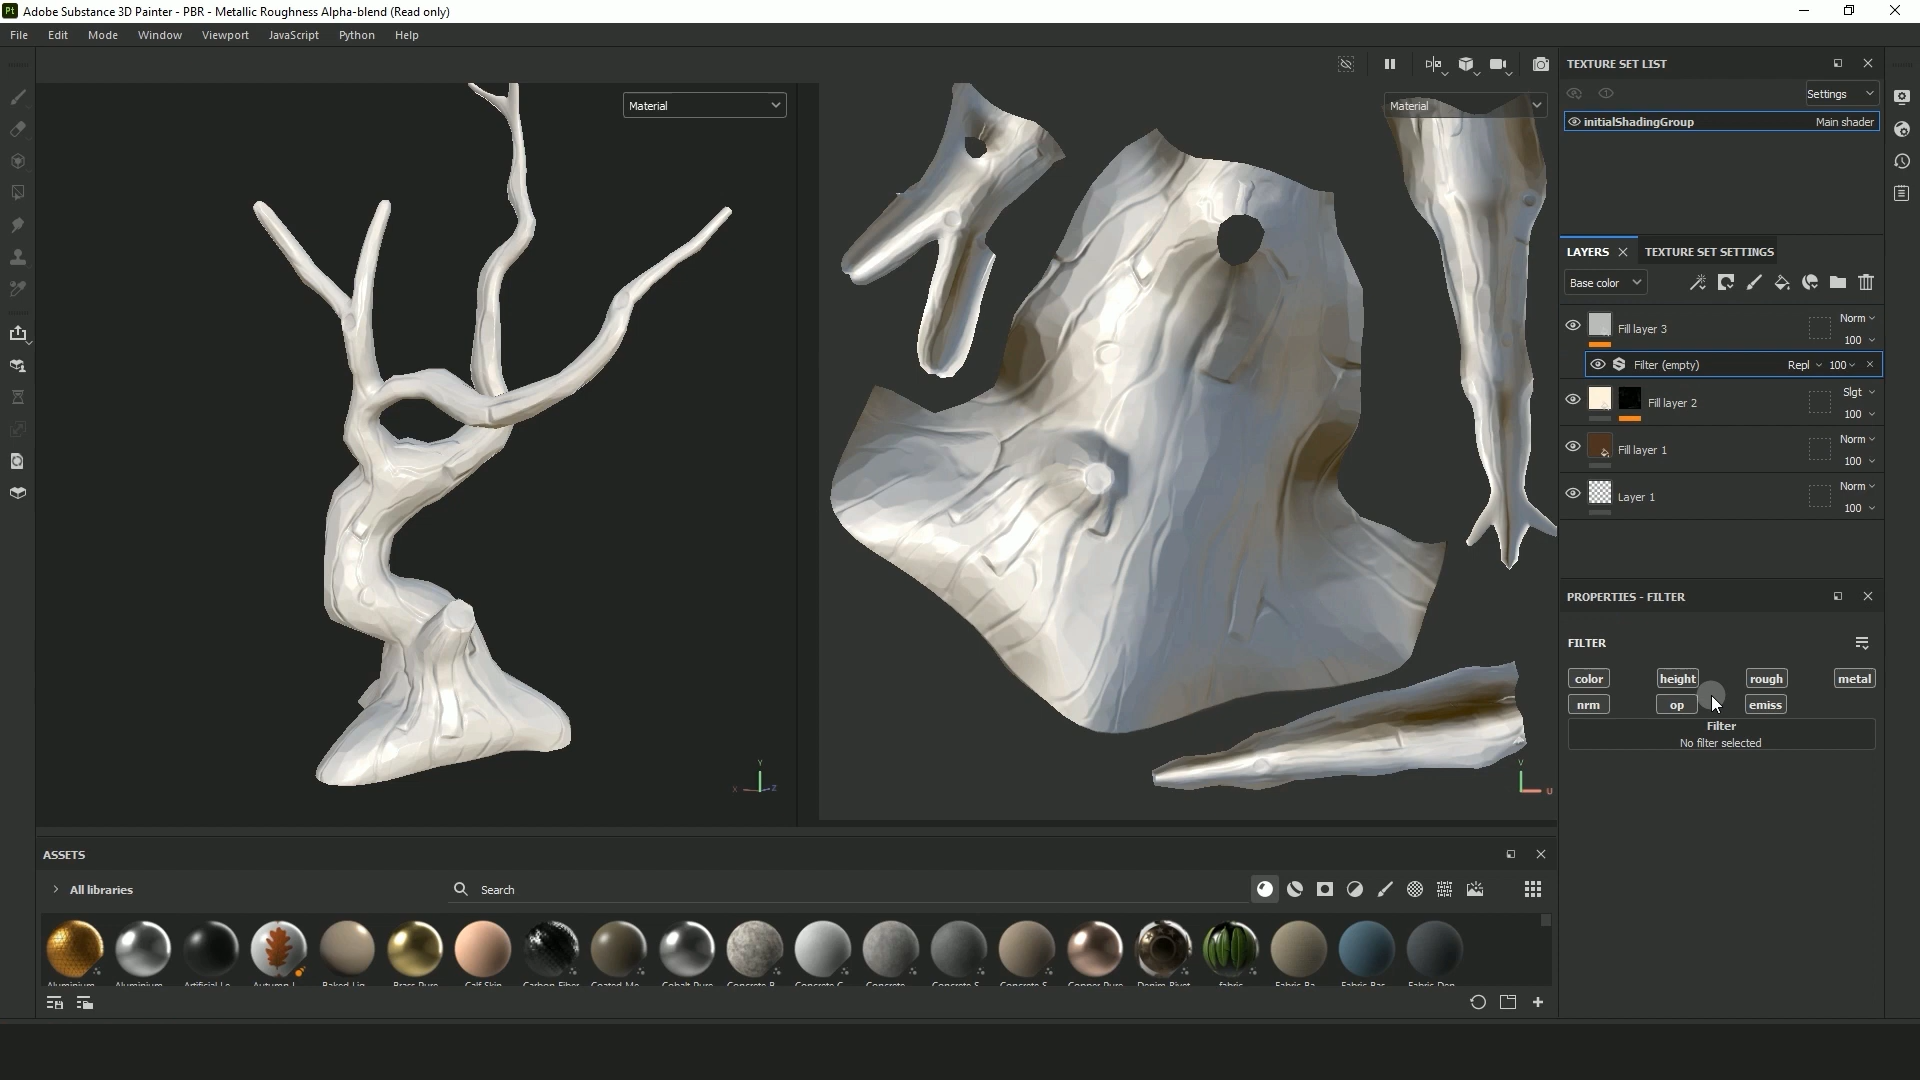 Adobe Substance 3D Painter - PBR - Metallic Roughness Alpha-blend (Read only)
File Edit Mode Window Viewport JavaScript Python Help
Material
Material
TEXTURE SET LIST
Settings
initialShadingGroup Main shader
LAYERS TEXTURE SET SETTINGS
Base color
Fill layer 3 Norm
100
Filter (empty) Repl 100
Fill layer 2 Slgt
100
Fill layer 1 Norm
100
Layer 1 Norm
100
PROPERTIES - FILTER
FILTER
color height rough metal
nrm op emiss
Filter
No filter selected
Y
X Z
V
U
ASSETS
All libraries
Search